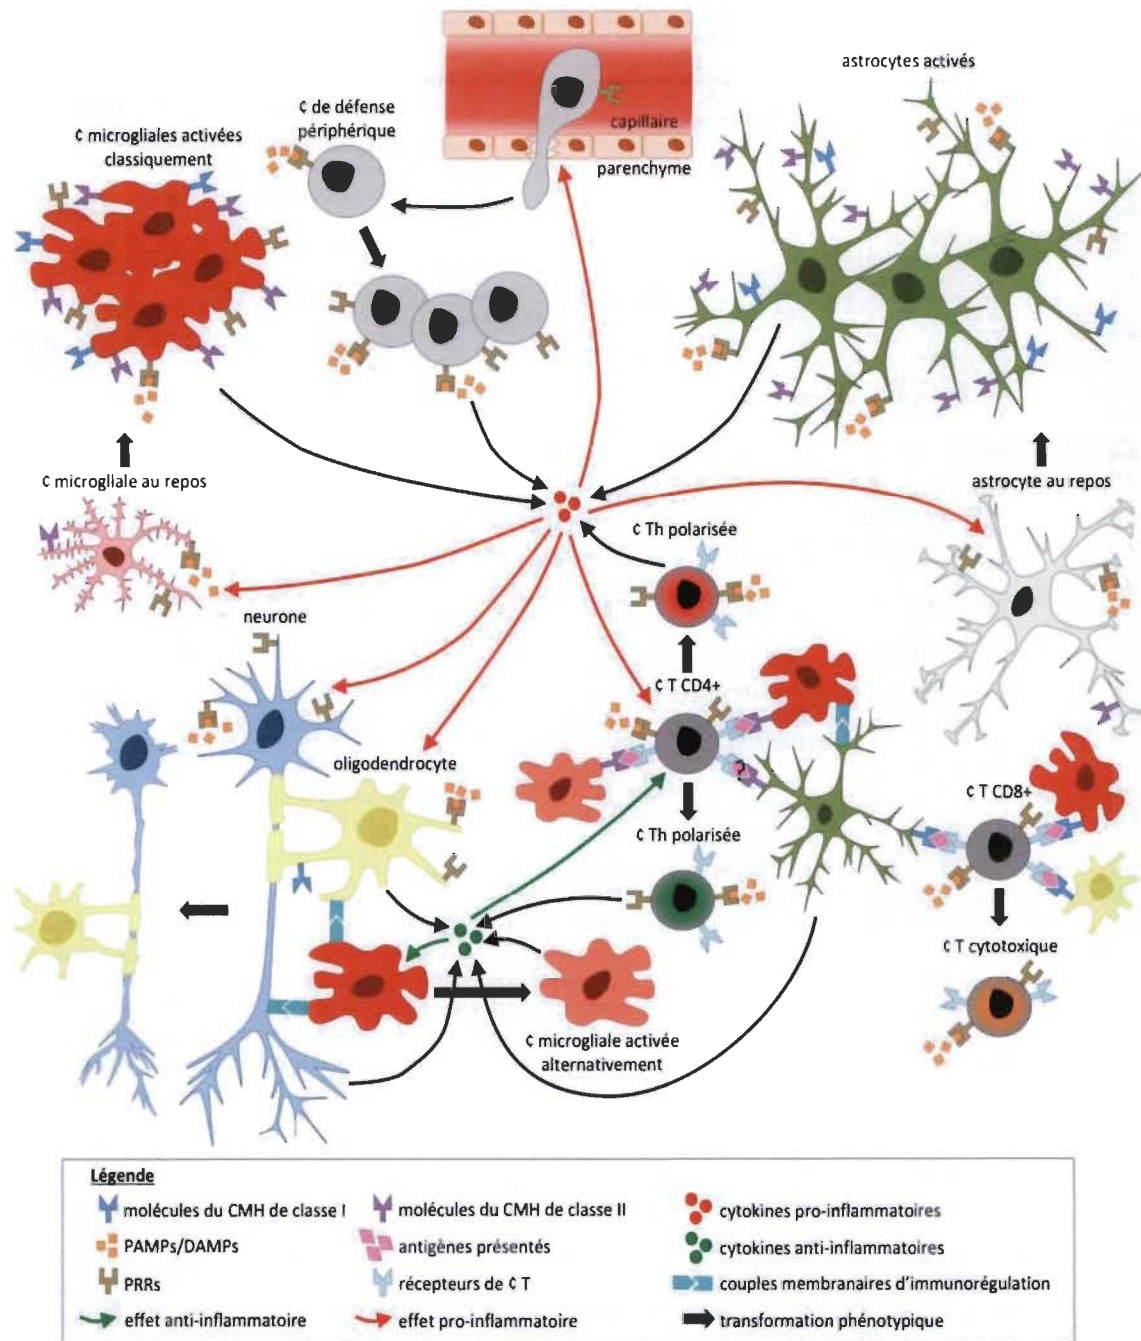 astrocytes activés
¢ de défense
périphérique
¢ microgliales activées
classiquement
capillaire
parenchyme
¢ microgliale au repos
astrocyte au repos
¢ Th polarisée
neurone
¢ T CD4+
oligodendrocyte
?
¢ T CD8+
¢ Th polarisée
¢ T cytotoxique
¢ microgliale activée
alternativement
Légende
molécules du CMH de classe I
molécules du CMH de classe II
cytokines pro-inflammatoires
PAMPs/DAMPs
antigènes présentés
cytokines anti-inflammatoires
PRRs
récepteurs de ¢ T
couples membranaires d'immunorégulation
effet anti-inflammatoire
effet pro-inflammatoire
transformation phénotypique